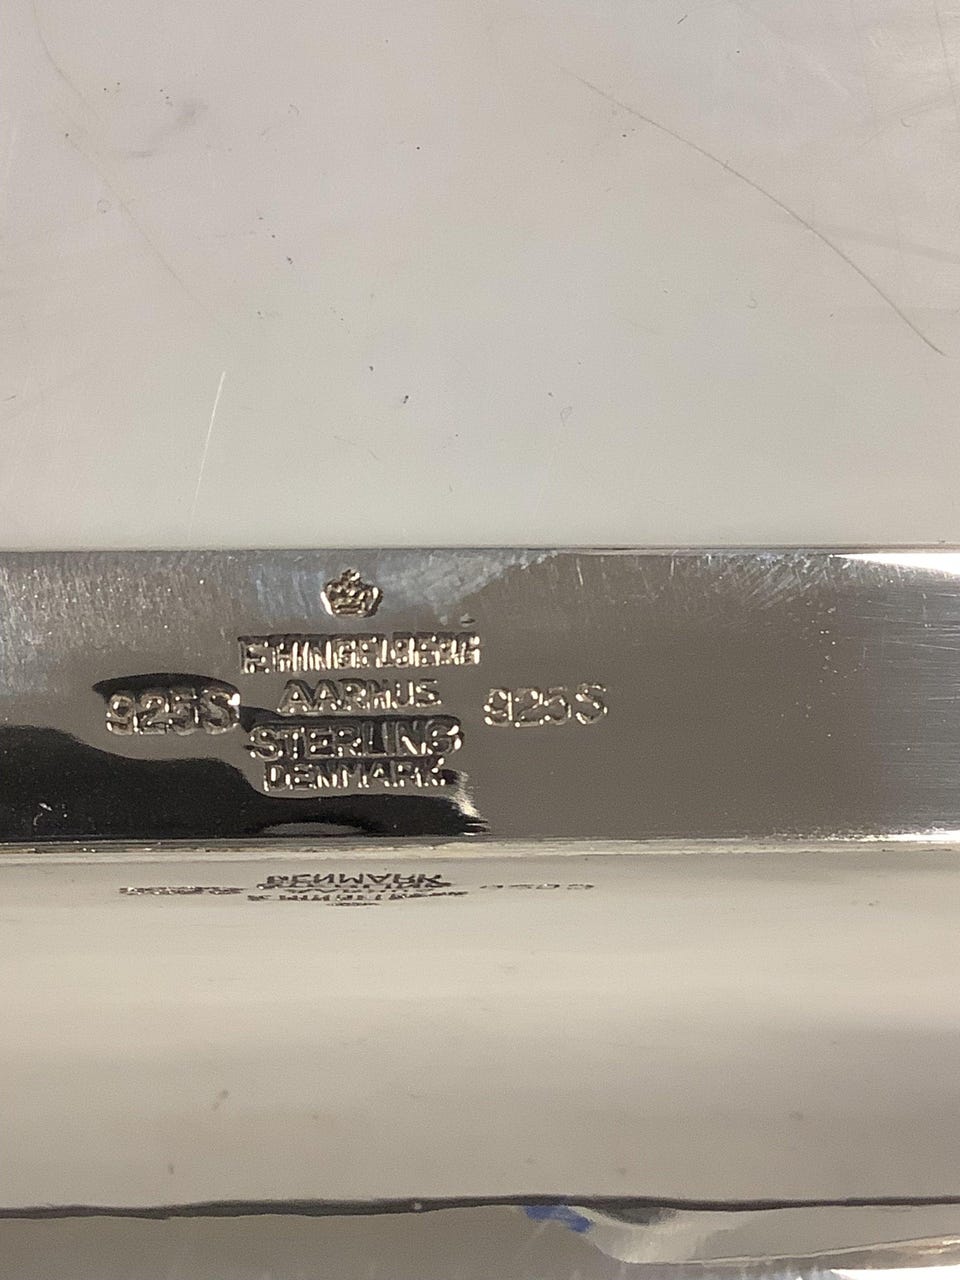 F. HINGELBERG
AARHUS
925S
925S
STERLING
DENMARK